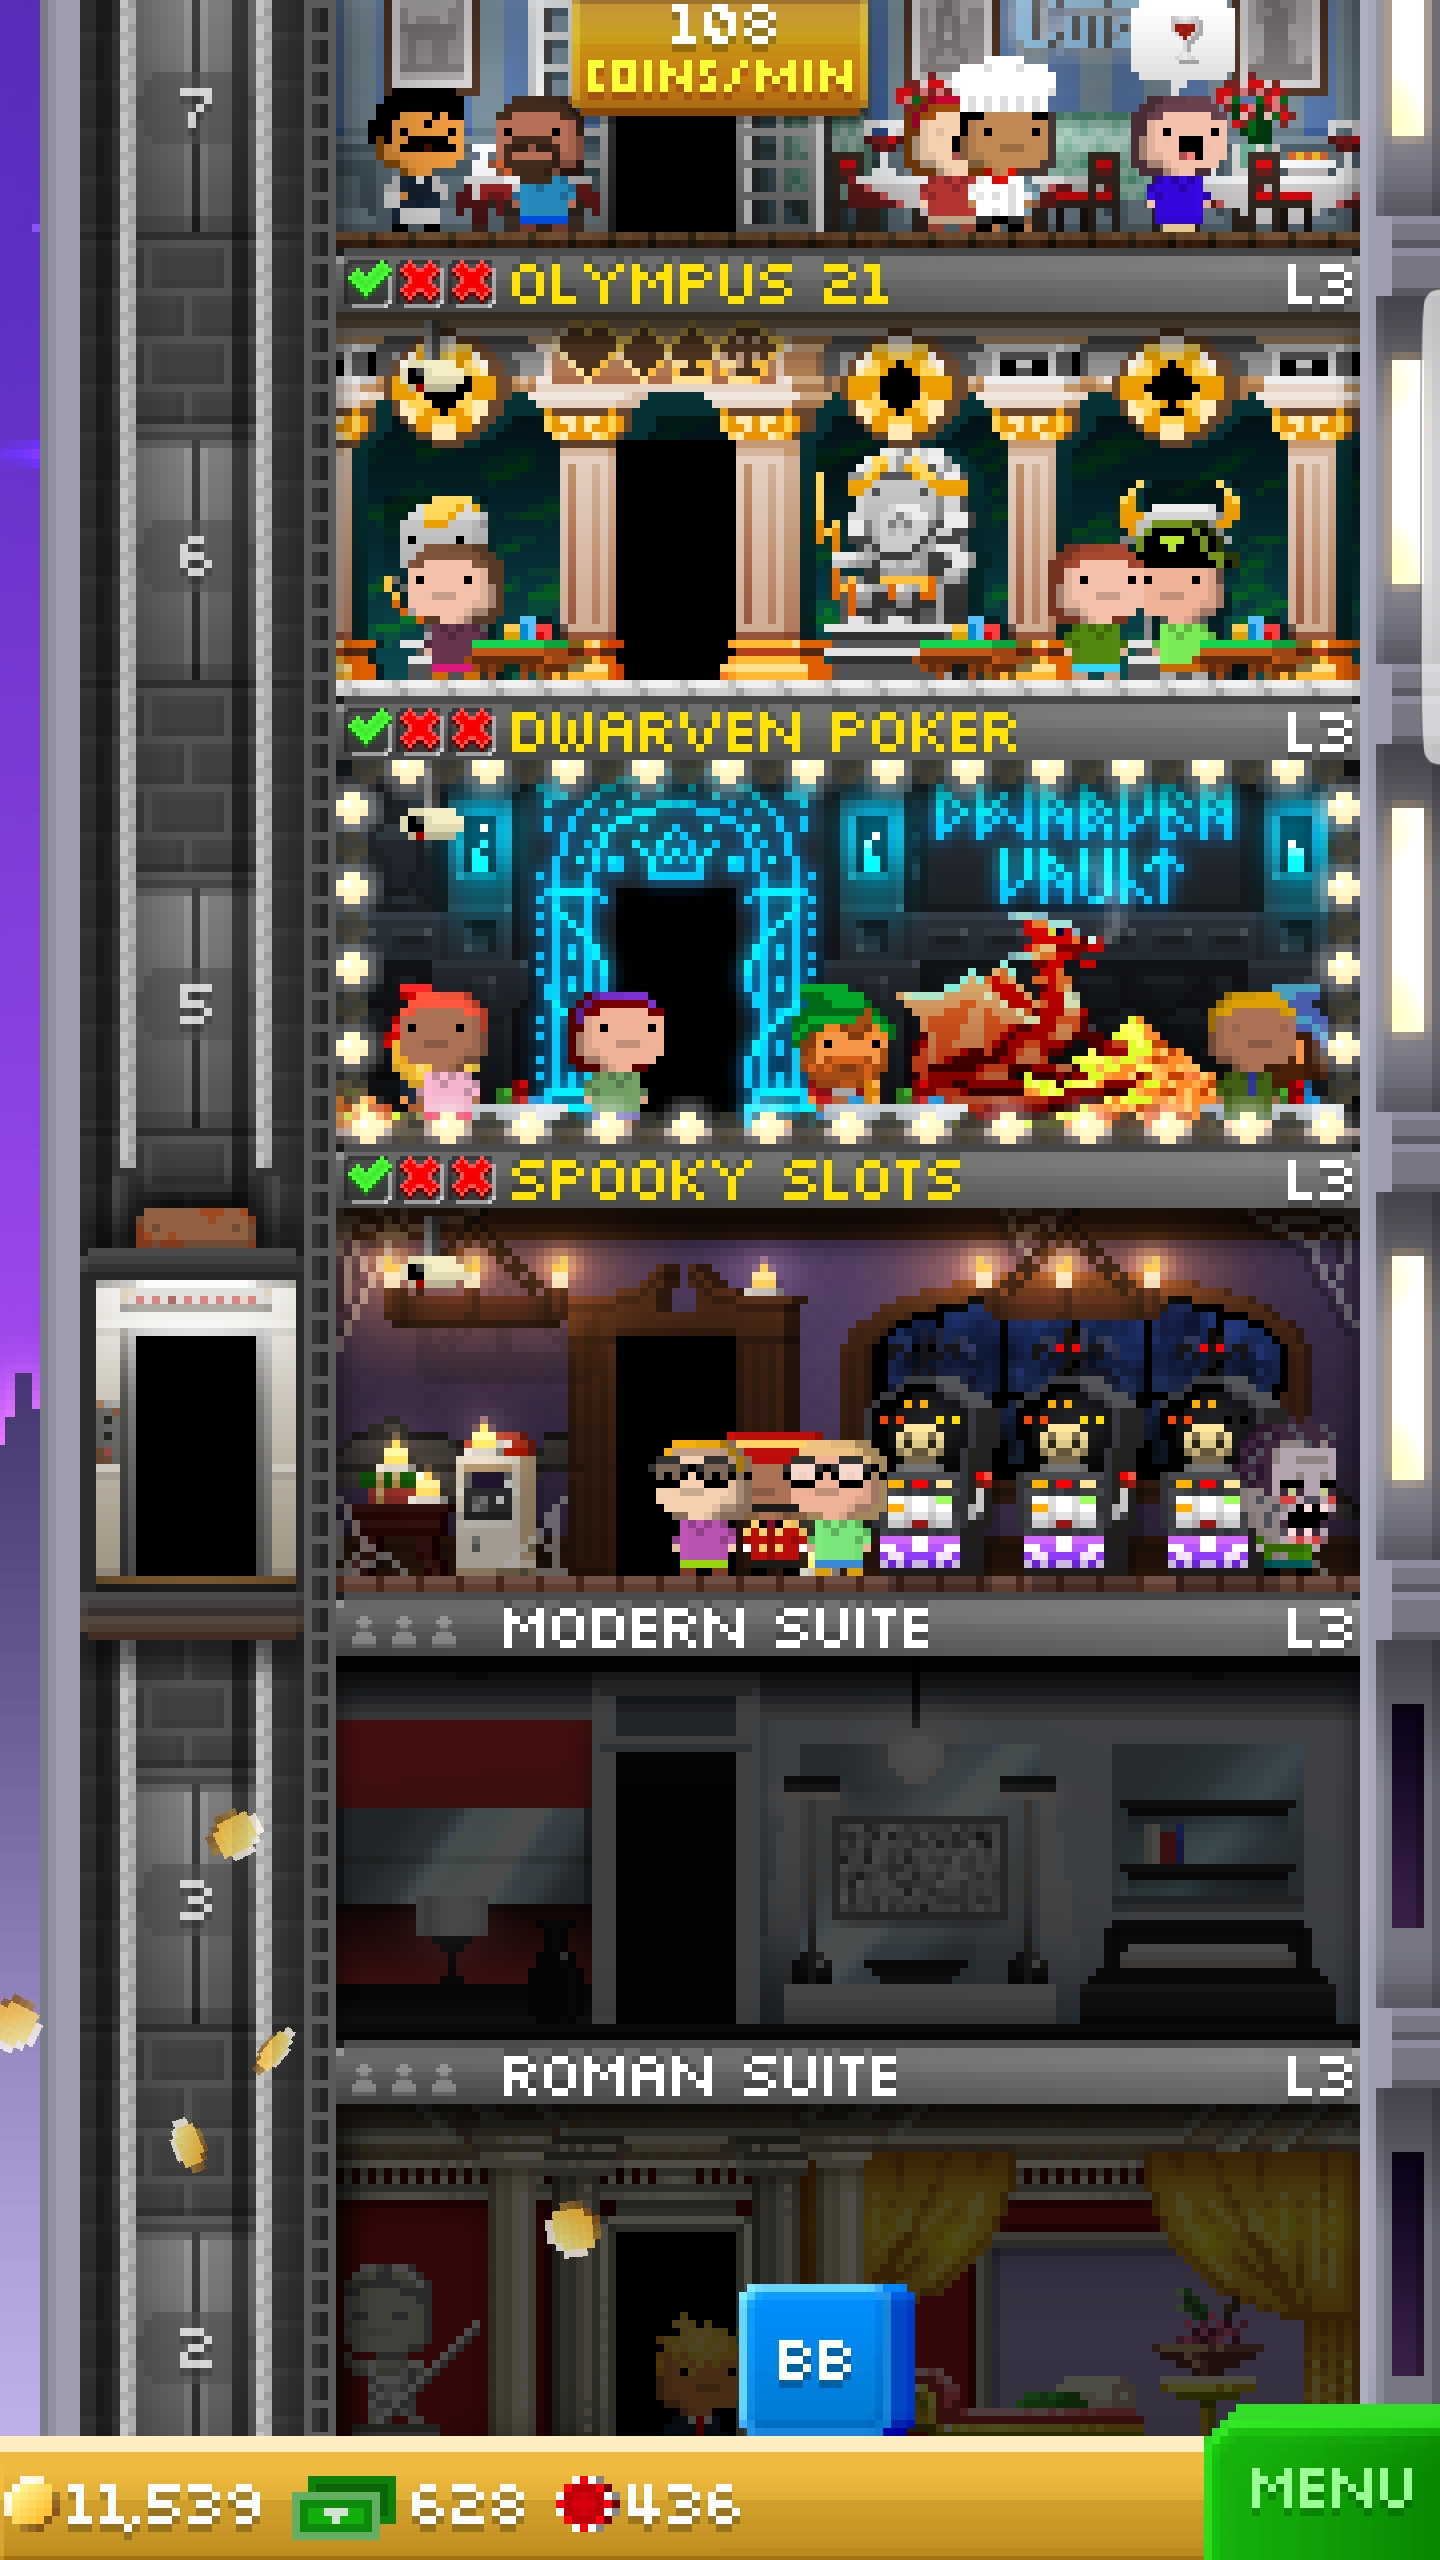 108
COINS/MIN
7
OLYMPUS 21 L3
6
DWARVEN POKER L3
DWARVEN
VAULT
5
SPOOKY SLOTS L3
MODERN SUITE L3
3
ROMAN SUITE L3
2
BB
11,539 628 436
MENU